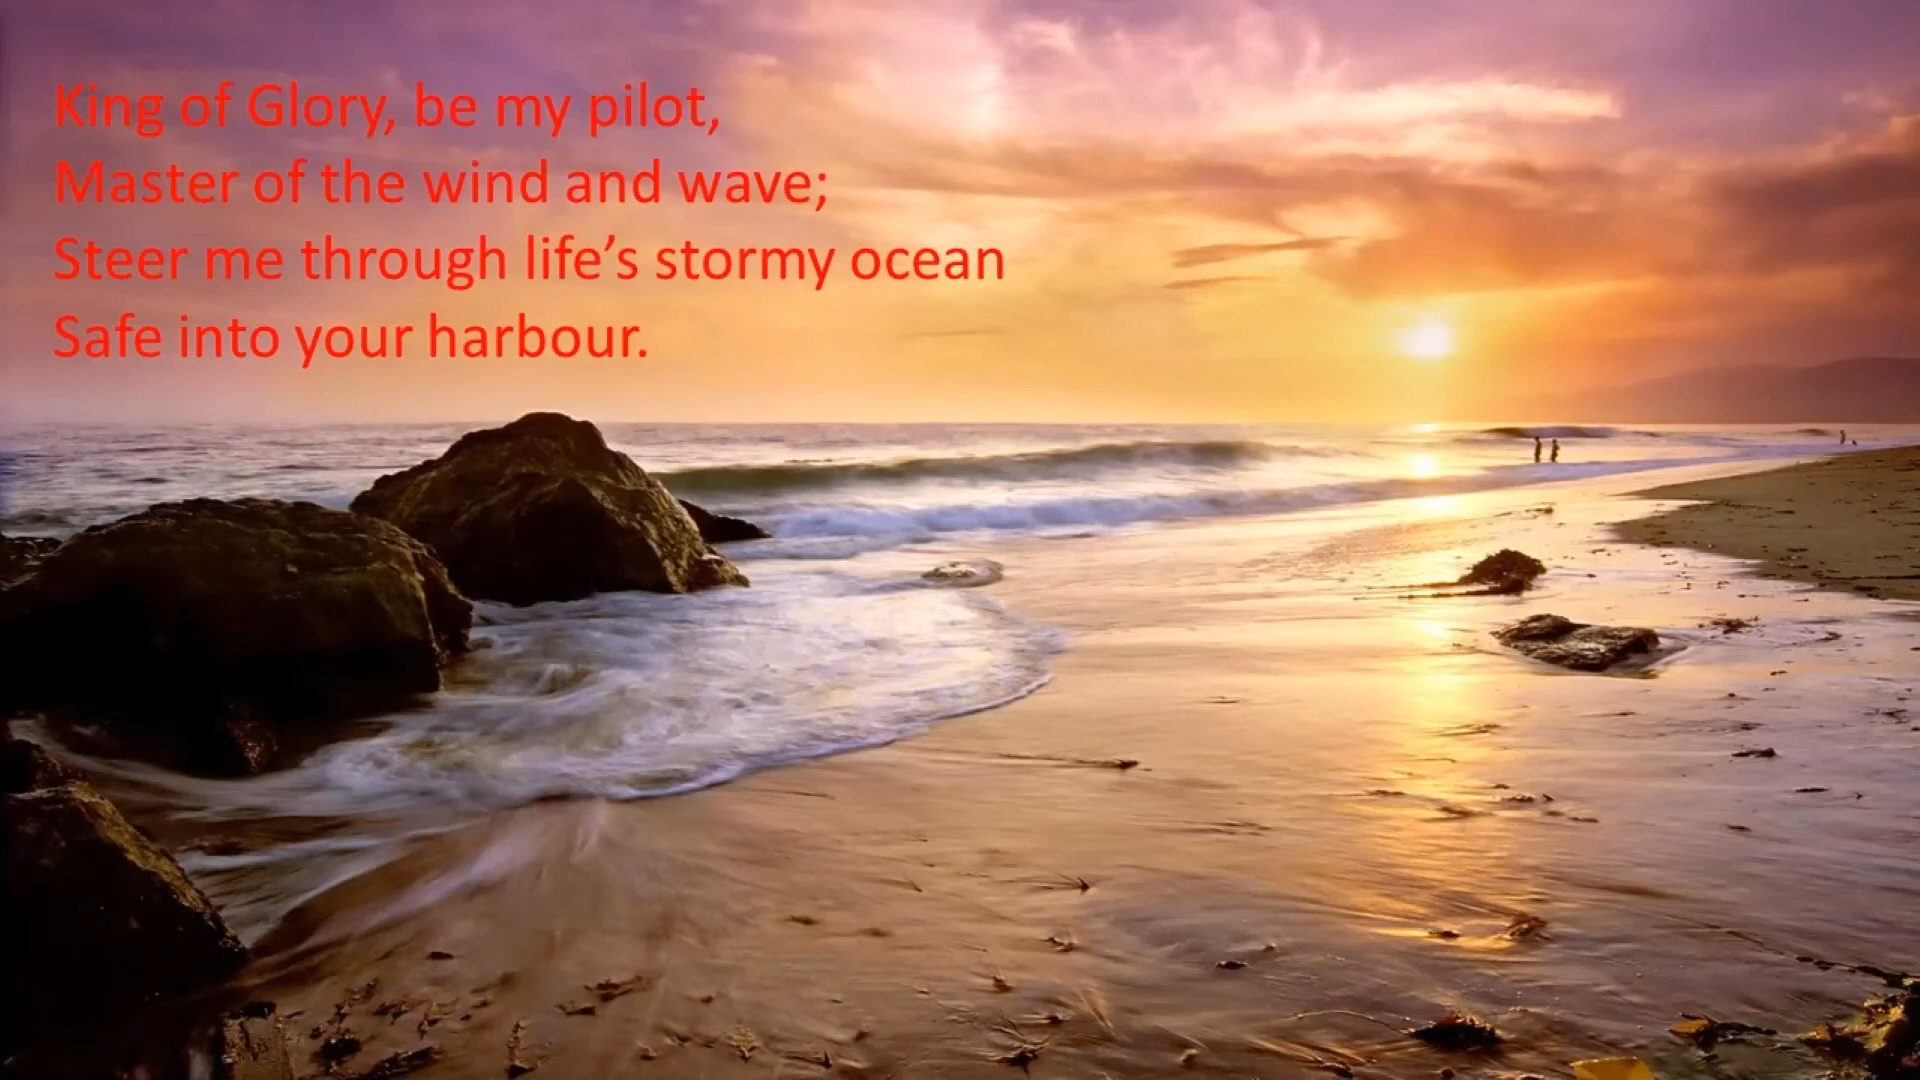 King of Glory, be my pilot,
Master of the wind and wave;
Steer me through life’s stormy ocean
Safe into your harbour.